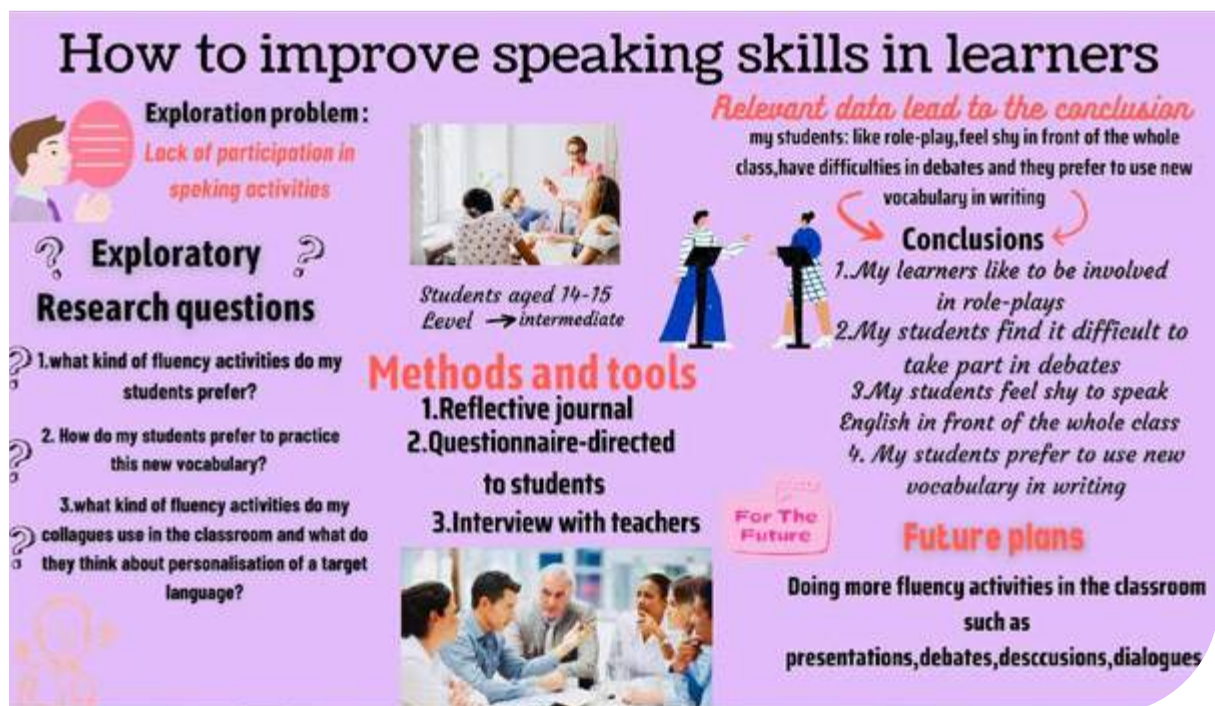 How to improve speaking skills in learners
Exploration problem:
Lack of participation in
speking activities
Exploratory
Research questions
1.what kind of fluency activities do my
students prefer?
2. How do my students prefer to practice
this new vocabulary?
3.what kind of fluency activities do my
collagues use in the classroom and what do
they think about personalisation of a target
language?
Students aged 14-15
Level → intermediate
Methods and tools
1.Reflective journal
2.Questionnaire-directed
to students
3.Interview with teachers
Relevant data lead to the conclusion
my students: like role-play,feel shy in front of the whole
class,have difficulties in debates and they prefer to use new
vocabulary in writing
Conclusions
1.My learners like to be involved
in role-plays
2.My students find it difficult to
take part in debates
3.My students feel shy to speak
English in front of the whole class
4. My students prefer to use new
vocabulary in writing
For The
Future
Future plans
Doing more fluency activities in the classroom
such as
presentations,debates,desccusions,dialogues